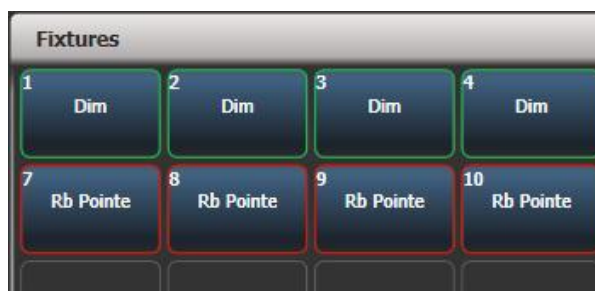 Fixtures
1 2 3 4
Dim Dim Dim Dim
7 8 9 10
Rb Pointe Rb Pointe Rb Pointe Rb Pointe